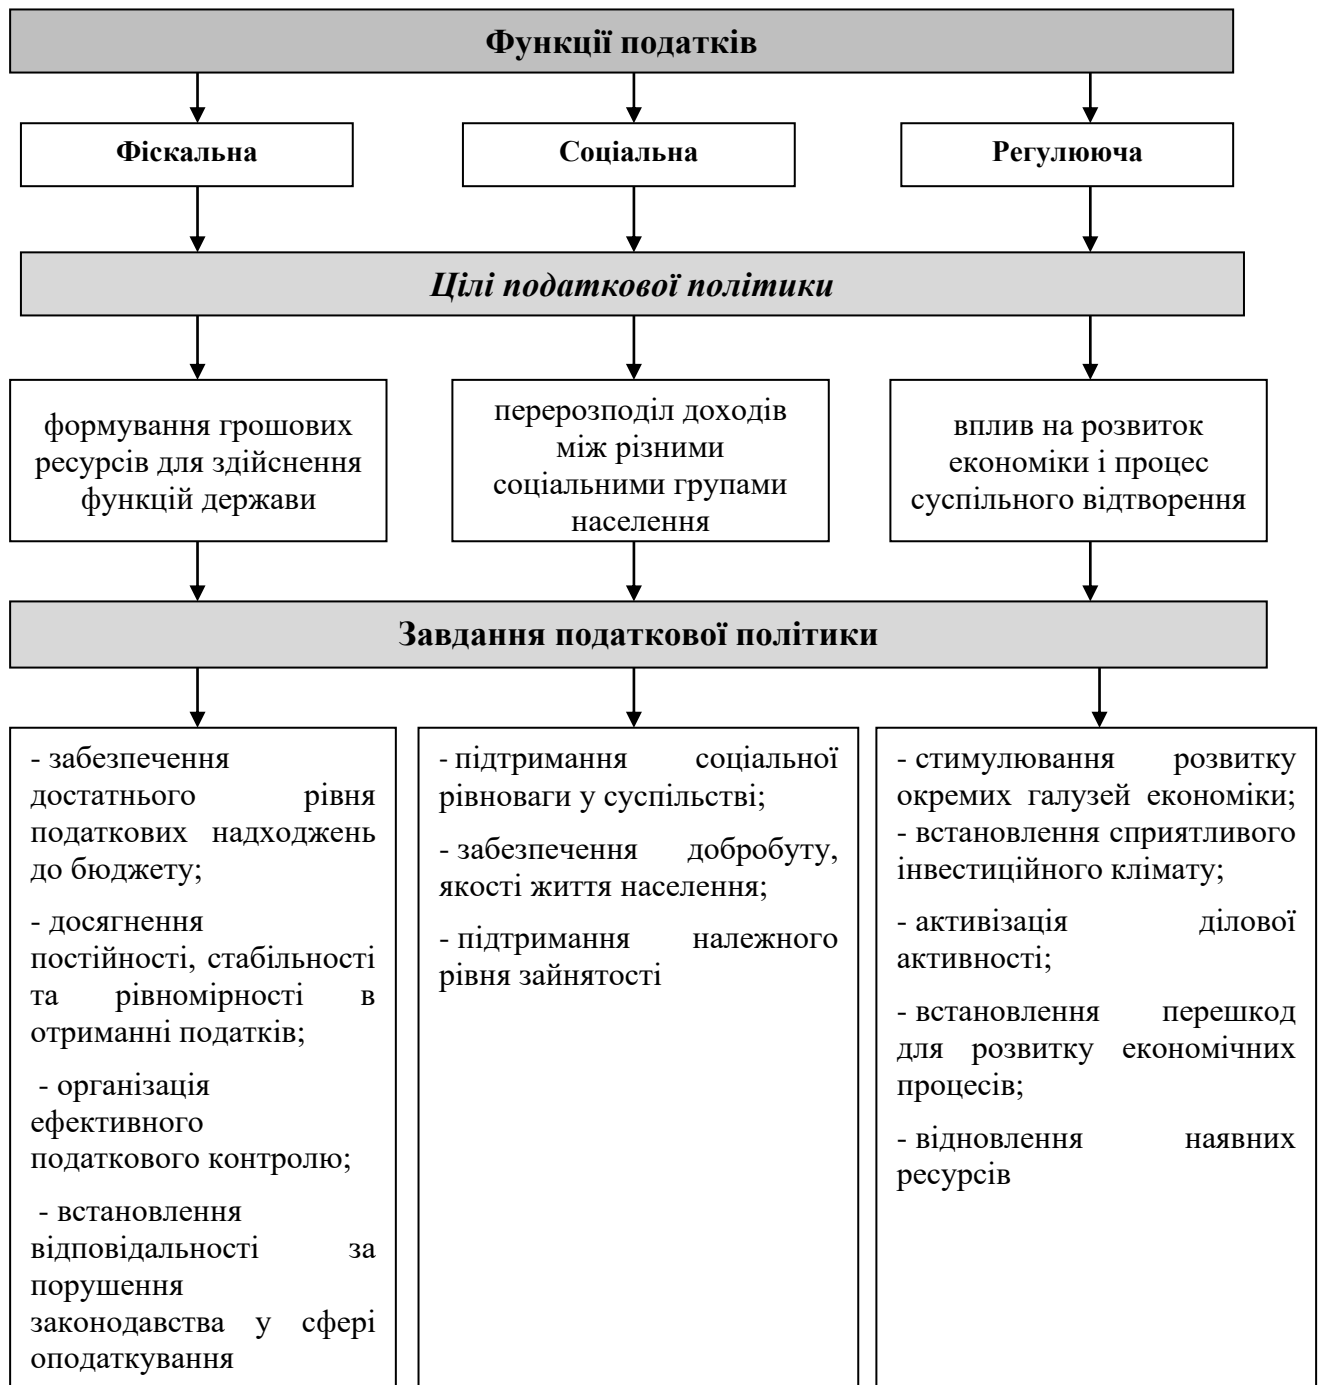 Функції податків
Фіскальна
Соціальна
Регулююча
Цілі податкової політики
формування грошових
ресурсів для здійснення
функцій держави
перерозподіл доходів
між різними
соціальними групами
населення
вплив на розвиток
економіки і процес
суспільного відтворення
Завдання податкової політики
- забезпечення
достатнього рівня
податкових надходжень
до бюджету;
- досягнення
постійності, стабільності
та рівномірності в
отриманні податків;
- організація
ефективного
податкового контролю;
- встановлення
відповідальності за
порушення
законодавства у сфері
оподаткування
- підтримання соціальної
рівноваги у суспільстві;
- забезпечення добробуту,
якості життя населення;
- підтримання належного
рівня зайнятості
- стимулювання розвитку
окремих галузей економіки;
- встановлення сприятливого
інвестиційного клімату;
- активізація ділової
активності;
- встановлення перешкод
для розвитку економічних
процесів;
- відновлення наявних
ресурсів